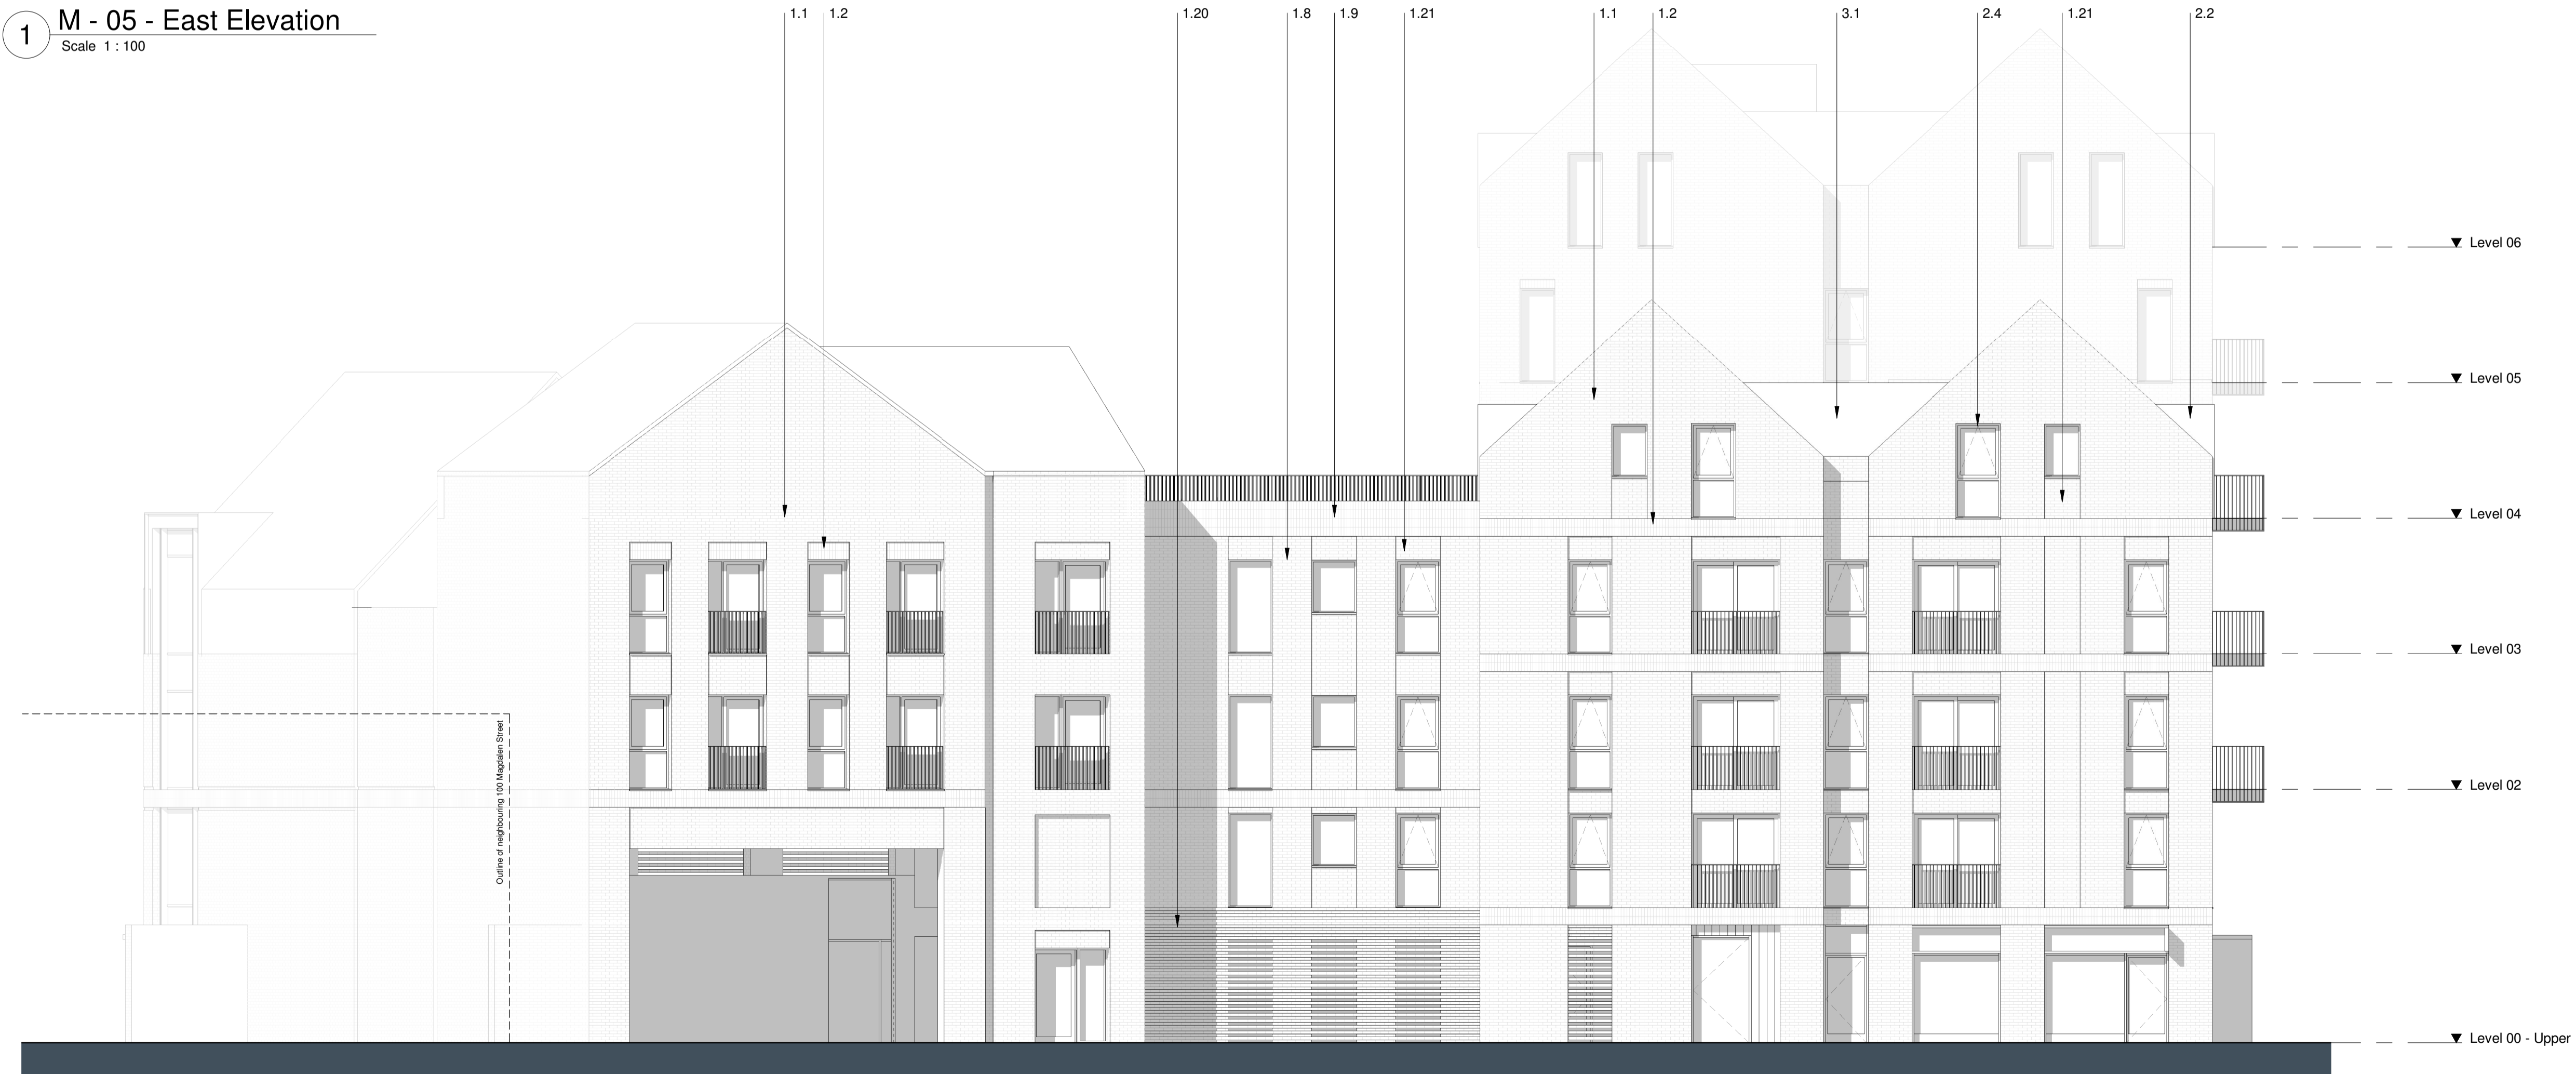 1
M - 05 - East Elevation
Scale 1 : 100
1.1
1.2
1.20
1.8
1.9
1.21
1.1
1.2
3.1
2.4
1.21
2.2
Level 06
Level 05
Level 04
Level 03
Level 02
Outline of neighbouring 100 Magdalen Street
Level 00 - Upper